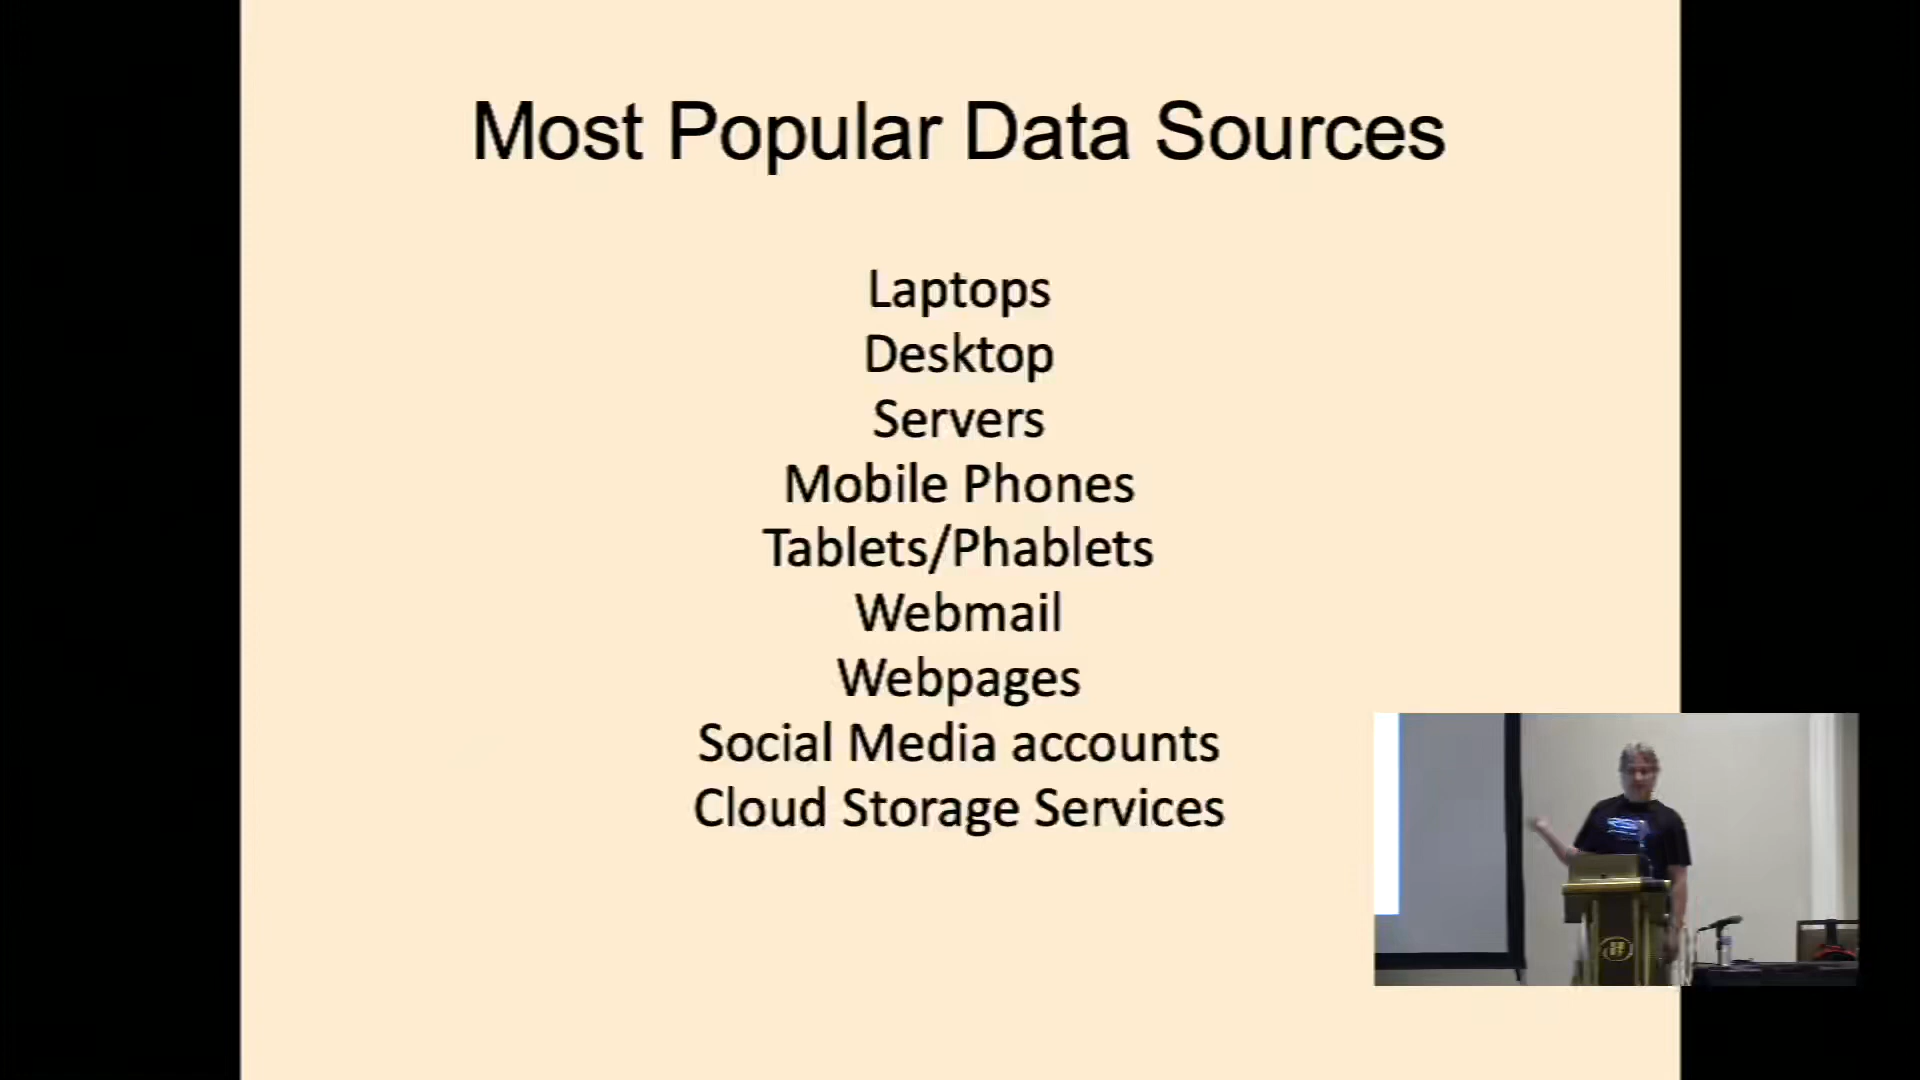 Most Popular Data Sources
Laptops
Desktop
Servers
Mobile Phones
Tablets/Phablets
Webmail
Webpages
Social Media accounts
Cloud Storage Services